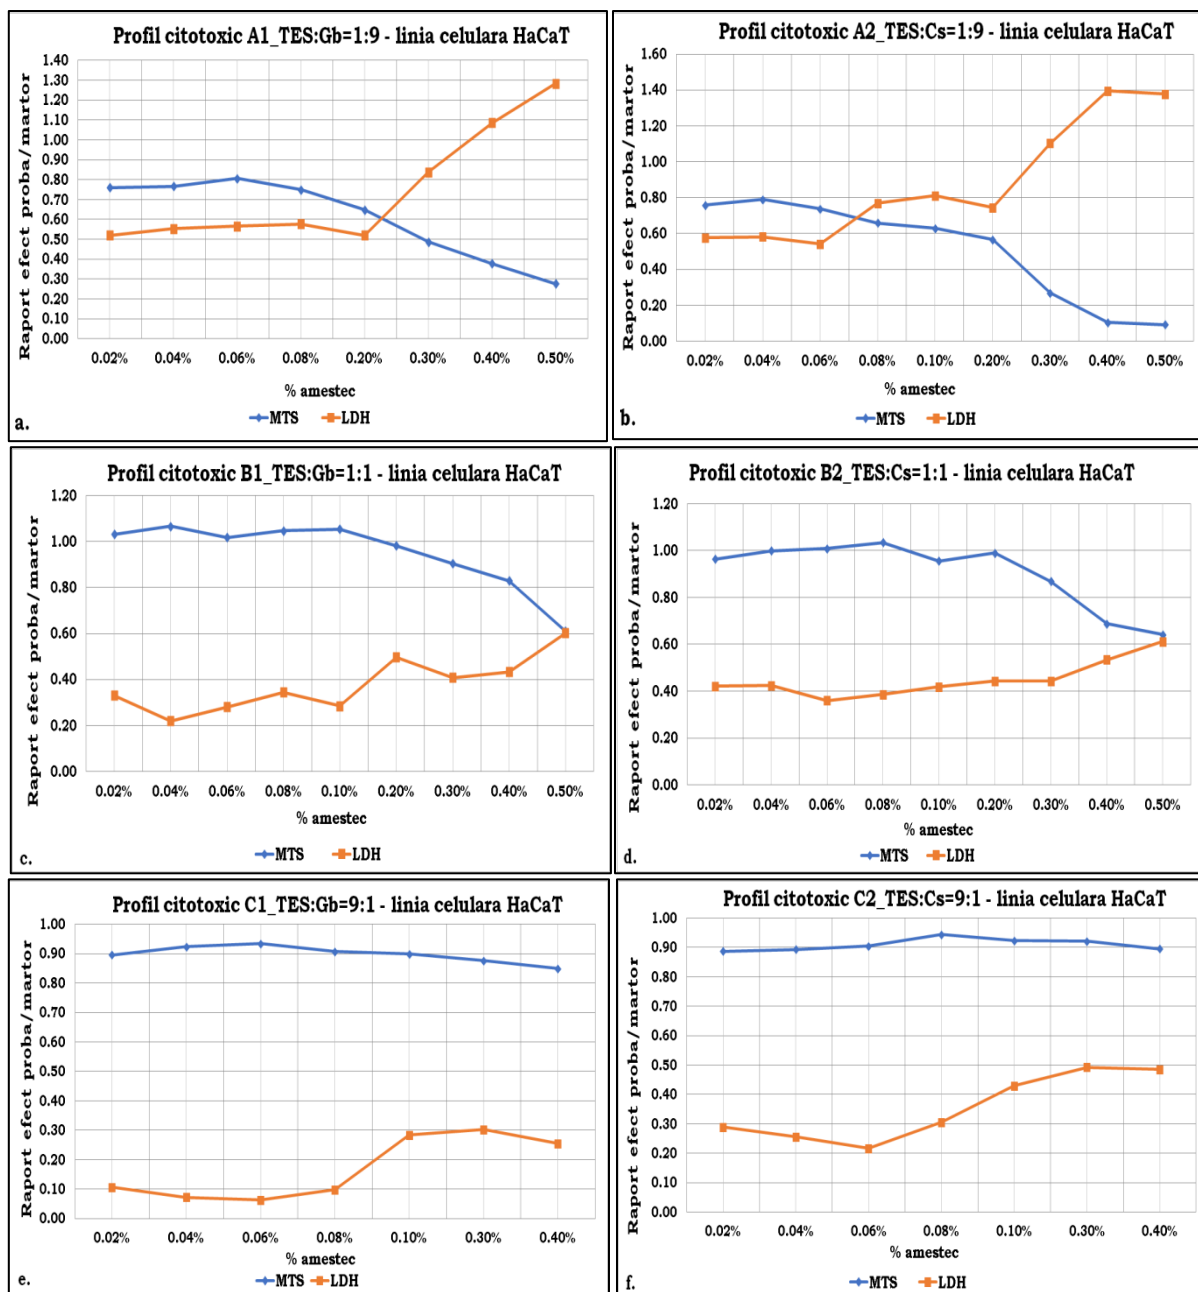 Profil citotoxic A1_TES:Gb=1:9 - linia celulara HaCaT
Raport efect proba/martor
1.40
1.30
1.20
1.10
1.00
0.90
0.80
0.70
0.60
0.50
0.40
0.30
0.20
0.10
0.00
0.02% 0.04% 0.06% 0.08% 0.20% 0.30% 0.40% 0.50%
% amestec
MTS LDH
a.
Profil citotoxic A2_TES:Cs=1:9 - linia celulara HaCaT
Raport efect proba/martor
1.60
1.40
1.20
1.00
0.80
0.60
0.40
0.20
0.00
0.02% 0.04% 0.06% 0.08% 0.10% 0.20% 0.30% 0.40% 0.50%
% amestec
MTS LDH
b.
Profil citotoxic B1_TES:Gb=1:1 - linia celulara HaCaT
Raport efect proba/martor
1.20
1.00
0.80
0.60
0.40
0.20
0.00
0.02% 0.04% 0.06% 0.08% 0.10% 0.20% 0.30% 0.40% 0.50%
% amestec
MTS LDH
c.
Profil citotoxic B2_TES:Cs=1:1 - linia celulara HaCaT
Raport efect proba/martor
1.20
1.00
0.80
0.60
0.40
0.20
0.00
0.02% 0.04% 0.06% 0.08% 0.10% 0.20% 0.30% 0.40% 0.50%
% amestec
MTS LDH
d.
Profil citotoxic C1_TES:Gb=9:1 - linia celulara HaCaT
Raport efect proba/martor
1.00
0.90
0.80
0.70
0.60
0.50
0.40
0.30
0.20
0.10
0.00
0.02% 0.04% 0.06% 0.08% 0.10% 0.30% 0.40%
% amestec
MTS LDH
e.
Profil citotoxic C2_TES:Cs=9:1 - linia celulara HaCaT
Raport efect proba/martor
1.00
0.90
0.80
0.70
0.60
0.50
0.40
0.30
0.20
0.10
0.00
0.02% 0.04% 0.06% 0.08% 0.10% 0.30% 0.40%
% amestec
MTS LDH
f.